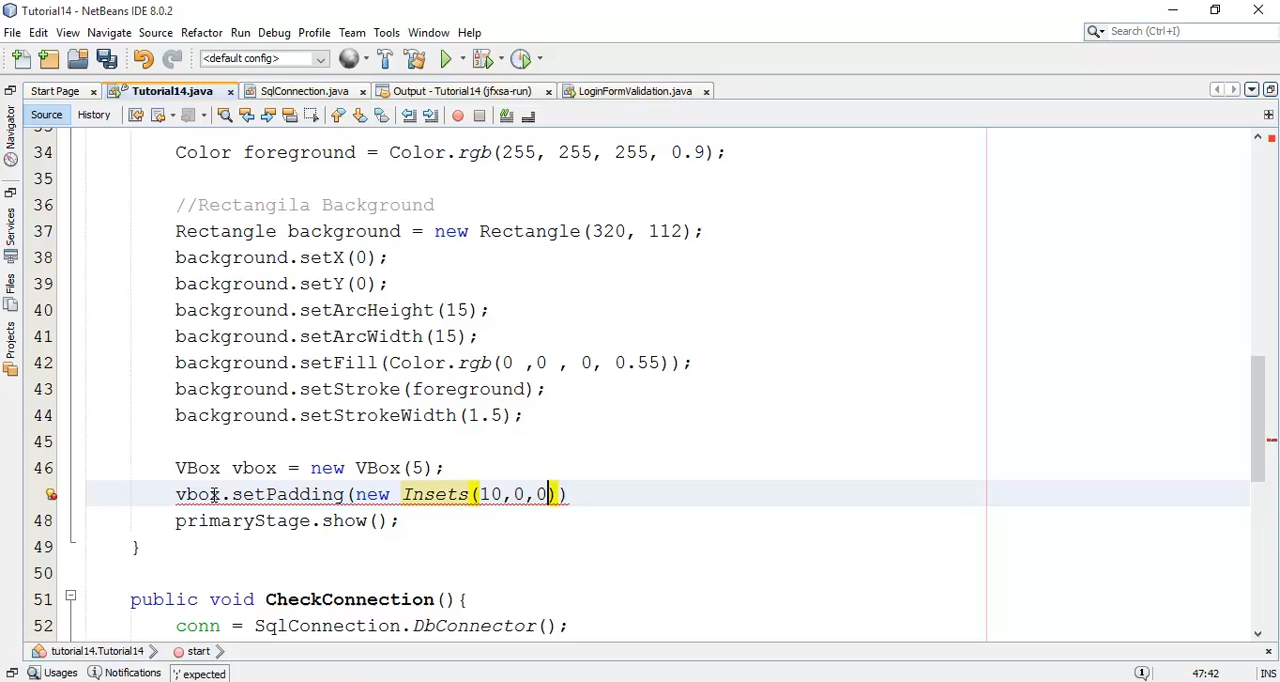 Tutorial14 - NetBeans IDE 8.0.2
File Edit View Navigate Source Refactor Run Debug Profile Team Tools Window Help
Search (Ctrl+I)
<default config>
Start Page Tutorial14.java SqlConnection.java Output - Tutorial14 (jfxsa-run) LoginFormValidation.java
Source History
Navigator
Services
Files
Projects
34 Color foreground = Color.rgb(255, 255, 255, 0.9);
35
36 //Rectangila Background
37 Rectangle background = new Rectangle(320, 112);
38 background.setX(0);
39 background.setY(0);
40 background.setArcHeight(15);
41 background.setArcWidth(15);
42 background.setFill(Color.rgb(0 ,0 , 0, 0.55));
43 background.setStroke(foreground);
44 background.setStrokeWidth(1.5);
45
46 VBox vbox = new VBox(5);
vbox.setPadding(new Insets(10,0,0))
48 primaryStage.show();
49 }
50
51 public void CheckConnection(){
52 conn = SqlConnection.DbConnector();
tutorial14.Tutorial14 start
Usages Notifications ';' expected 1 47:42 INS